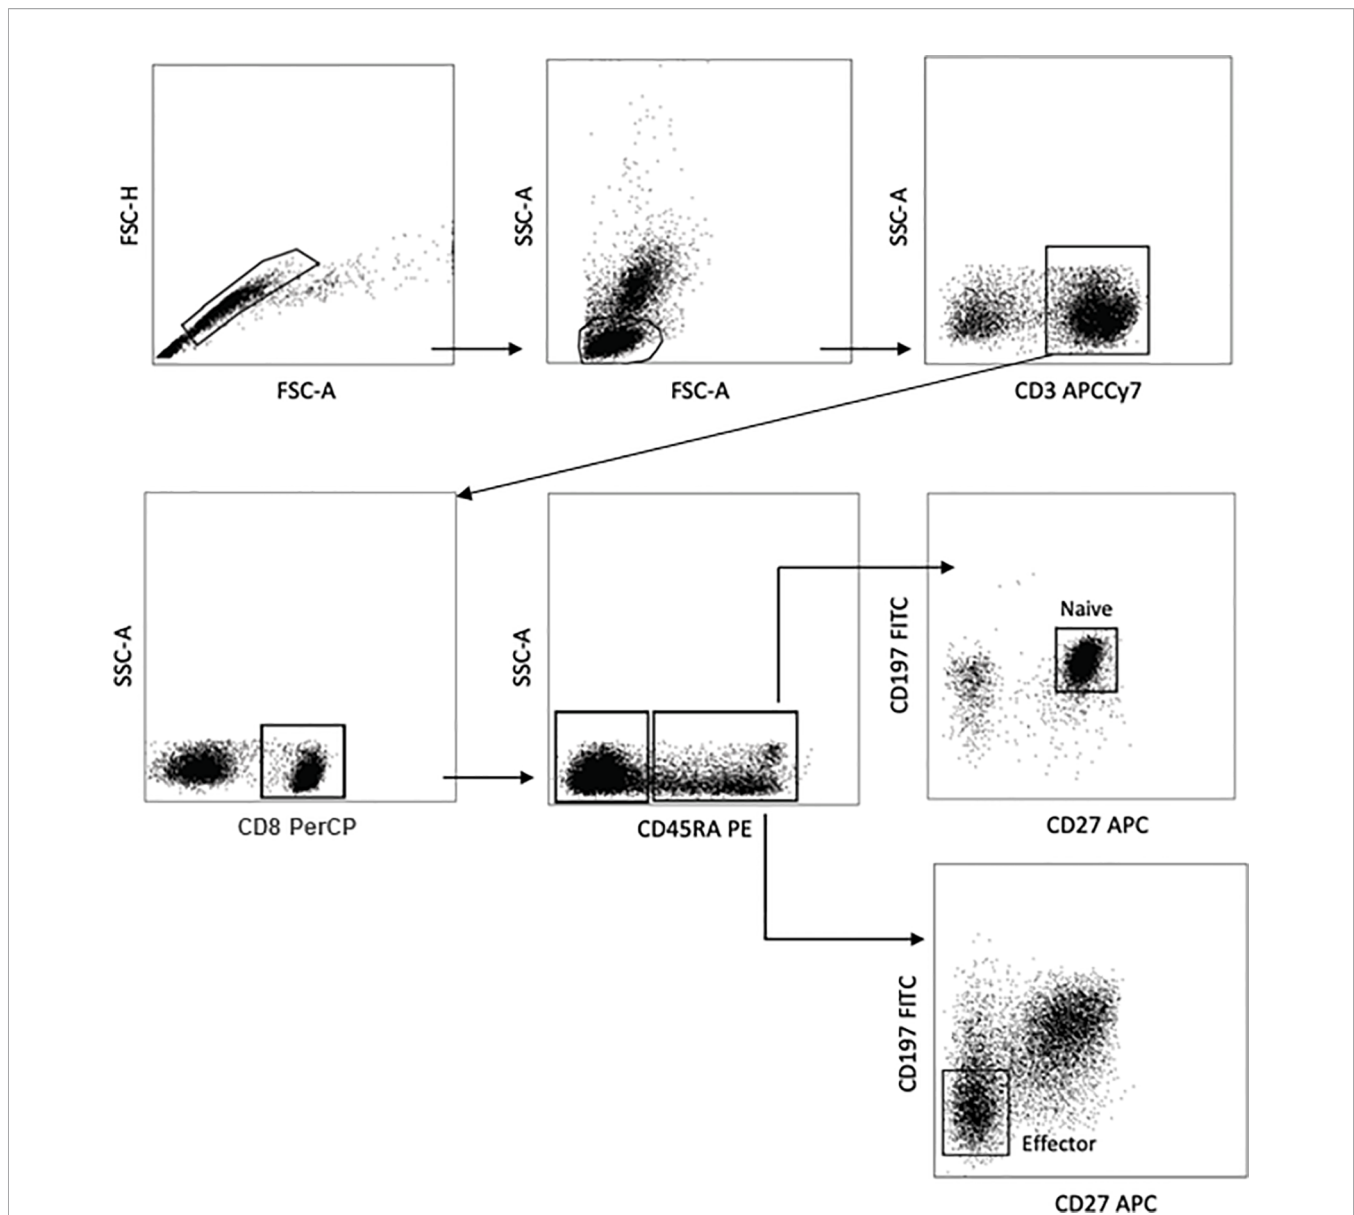 FSC-H
FSC-A
SSC-A
FSC-A
SSC-A
CD3 APCCy7
SSC-A
CD8 PerCP
SSC-A
CD45RA PE
CD197 FITC
Naive
CD27 APC
CD197 FITC
Effector
CD27 APC